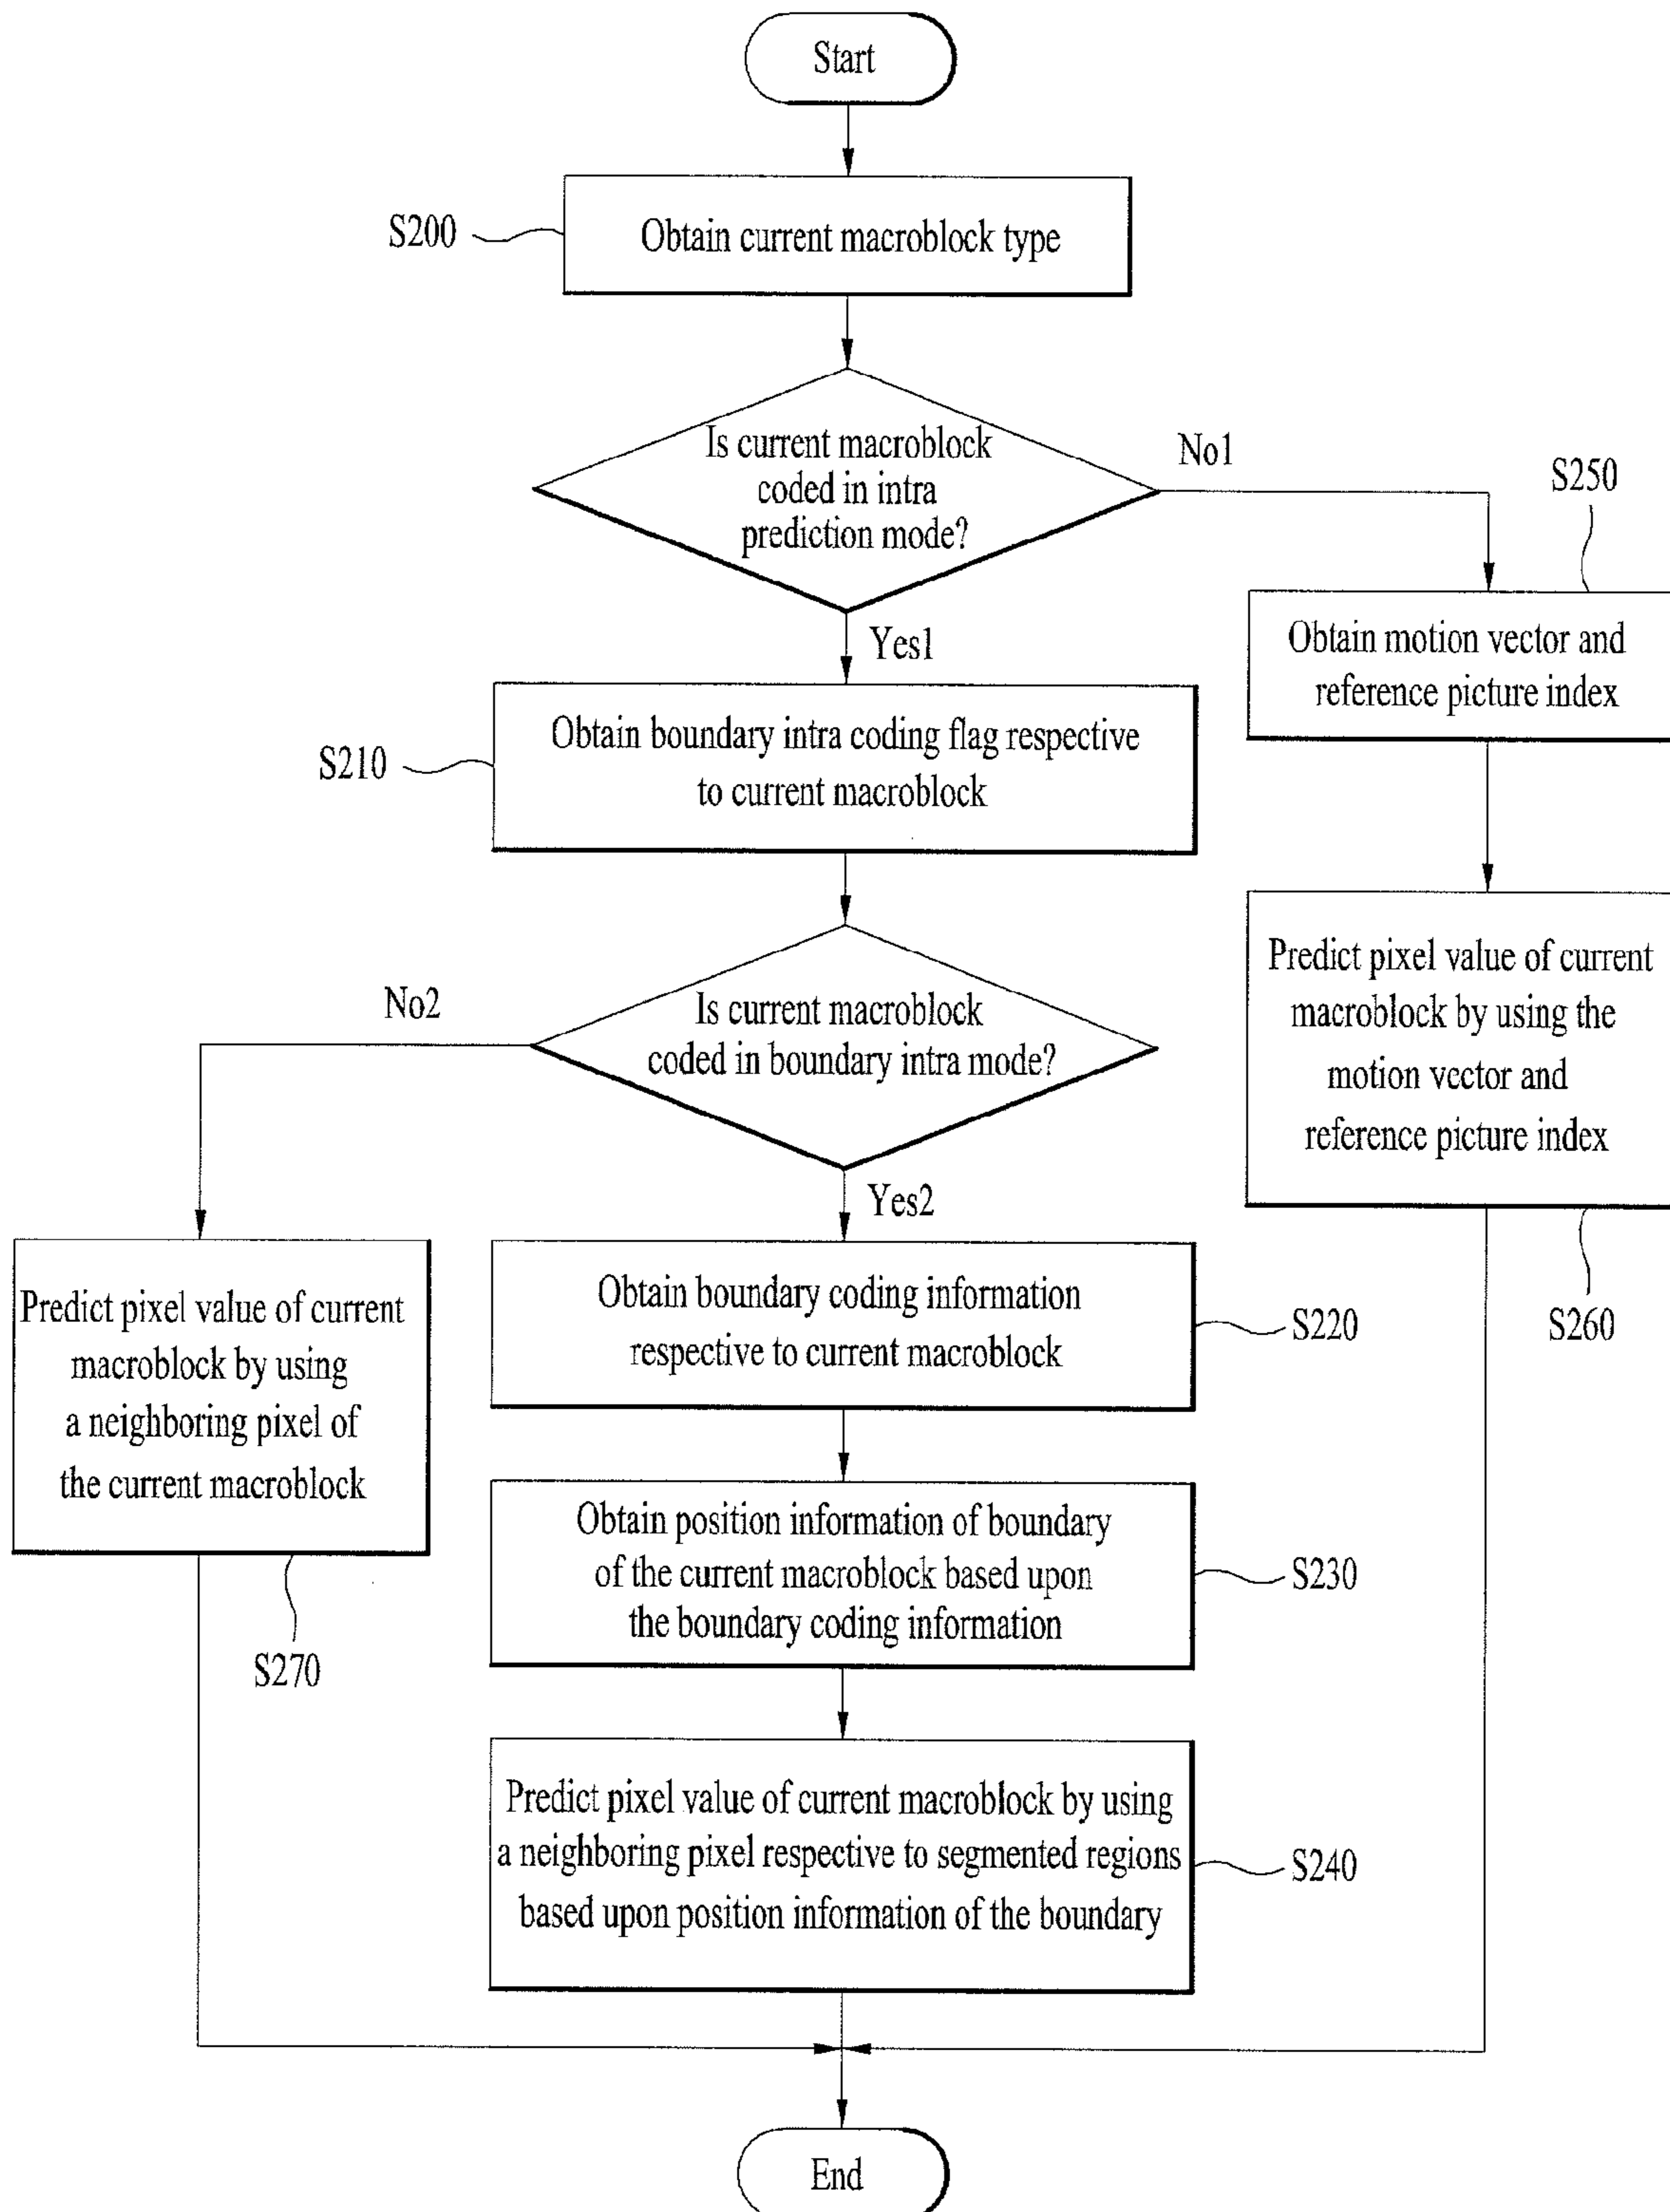 Start
S200
Obtain current macroblock type
Is current macroblock
coded in intra
prediction mode?
No1
Yes1
S250
Obtain motion vector and
reference picture index
S210
Obtain boundary intra coding flag respective
to current macroblock
Predict pixel value of current
macroblock by using the
motion vector and
reference picture index
S260
No2
Is current macroblock
coded in boundary intra mode?
Yes2
Predict pixel value of current
macroblock by using
a neighboring pixel of
the current macroblock
S270
Obtain boundary coding information
respective to current macroblock
S220
Obtain position information of boundary
of the current macroblock based upon
the boundary coding information
S230
Predict pixel value of current macroblock by using
a neighboring pixel respective to segmented regions
based upon position information of the boundary
S240
End